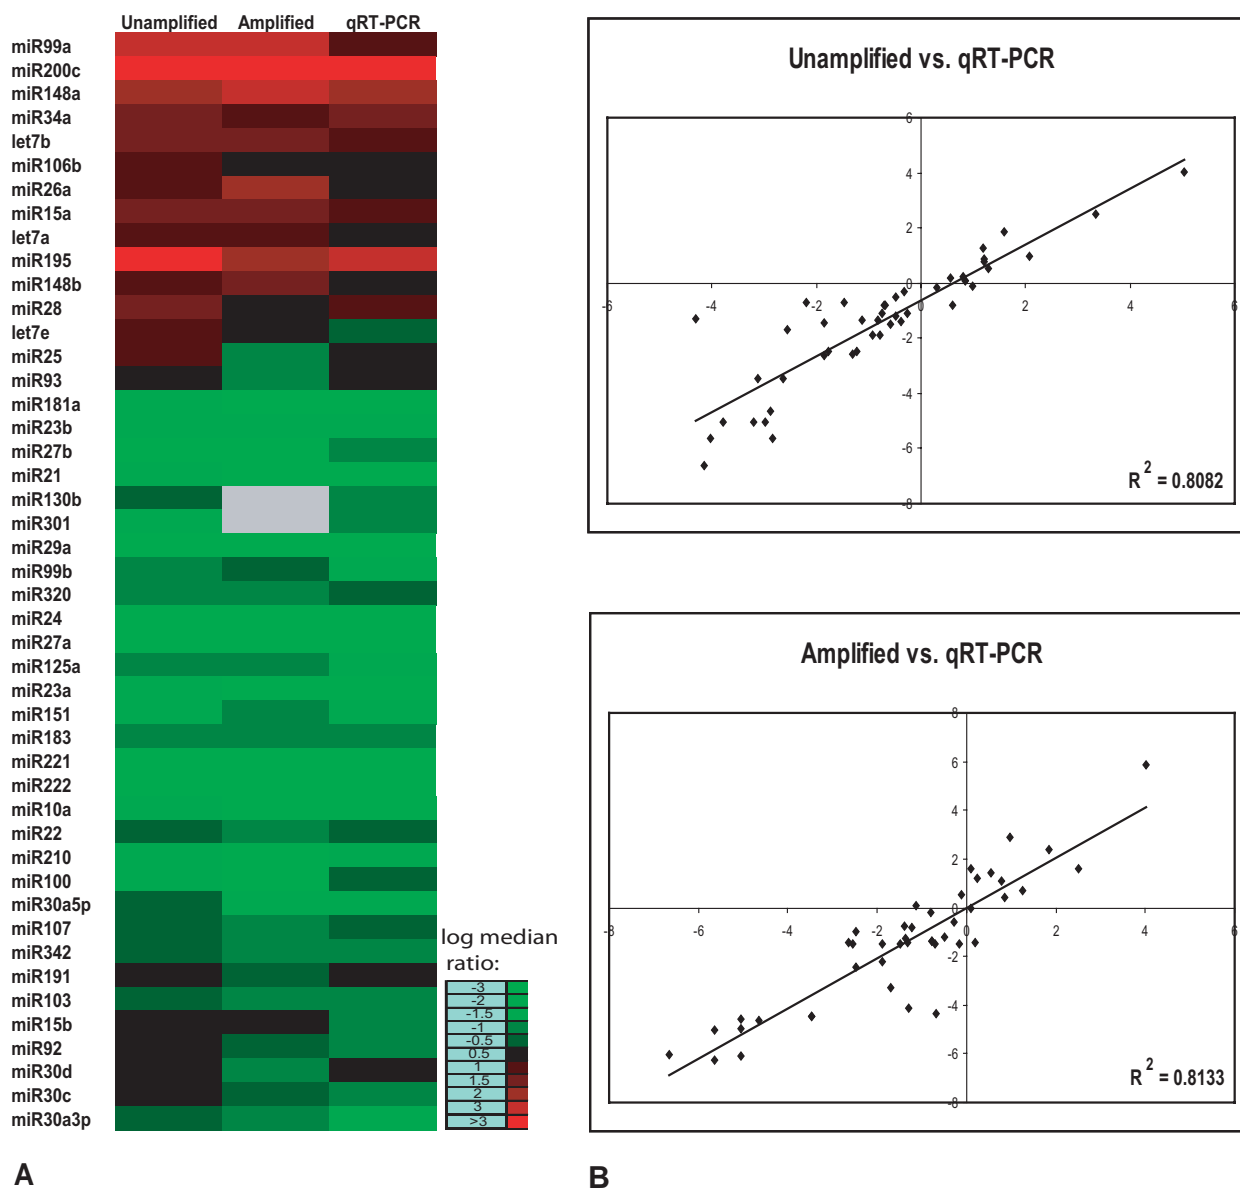 Unamplified Amplified qRT-PCR
miR99a
miR200c
miR148a
miR34a
let7b
miR106b
miR26a
miR15a
let7a
miR195
miR148b
miR28
let7e
miR25
miR93
miR181a
miR23b
miR27b
miR21
miR130b
miR301
miR29a
miR99b
miR320
miR24
miR27a
miR125a
miR23a
miR151
miR183
miR221
miR222
miR10a
miR22
miR210
miR100
miR30a5p
miR107
miR342
miR191
miR103
miR15b
miR92
miR30d
miR30c
miR30a3p
log median
ratio:
-3
-2
-1.5
-1
-0.5
0.5
1
1.5
2
3
>3
A
Unamplified vs. qRT-PCR
6
4
2
0
-6 -4 -2 0 2 4 6
-2
-4
-6
-8
R 2 = 0.8082
Amplified vs. qRT-PCR
8
6
4
2
0
-8 -6 -4 -2 0 2 4 6
-2
-4
-6
-8
R 2 = 0.8133
B